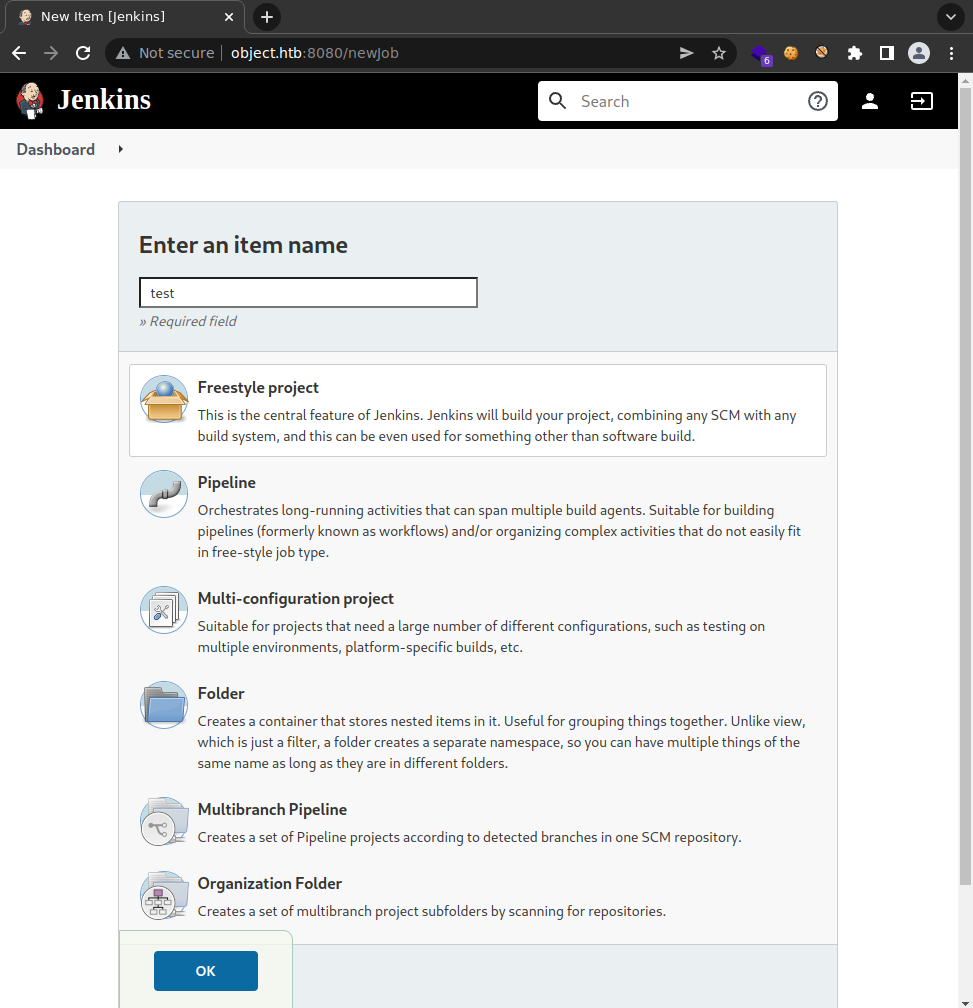 New Item [Jenkins]
Not secure
object.htb:8080/newJob
6
Jenkins
Search
Dashboard
Enter an item name
test
» Required field
Freestyle project
This is the central feature of Jenkins. Jenkins will build your project, combining any SCM with any
build system, and this can be even used for something other than software build.
Pipeline
Orchestrates long-running activities that can span multiple build agents. Suitable for building
pipelines (formerly known as workflows) and/or organizing complex activities that do not easily fit
in free-style job type.
Multi-configuration project
Suitable for projects that need a large number of different configurations, such as testing on
multiple environments, platform-specific builds, etc.
Folder
Creates a container that stores nested items in it. Useful for grouping things together. Unlike view,
which is just a filter, a folder creates a separate namespace, so you can have multiple things of the
same name as long as they are in different folders.
Multibranch Pipeline
Creates a set of Pipeline projects according to detected branches in one SCM repository.
Organization Folder
Creates a set of multibranch project subfolders by scanning for repositories.
OK